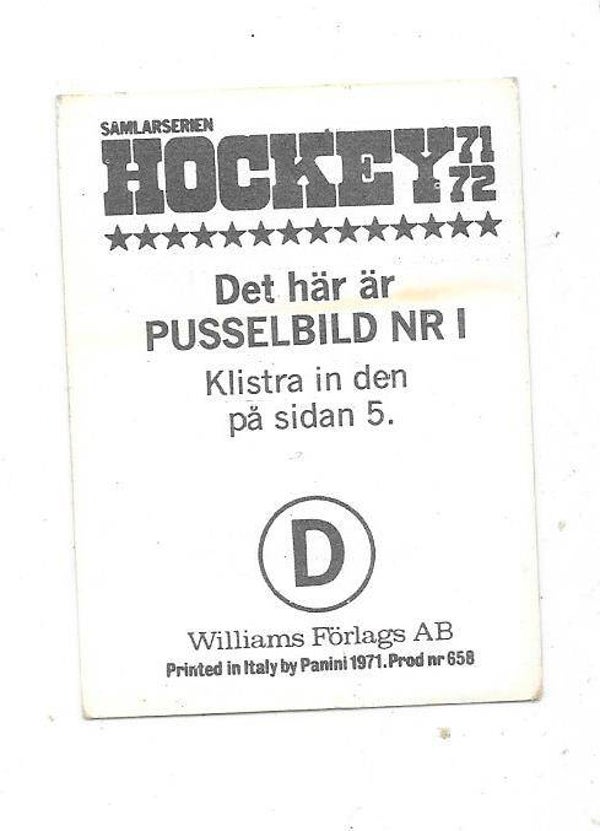 SAMLARSERIEN
HOCKEY 71 72
Det här är
PUSSELBILD NR I
Klistra in den
på sidan 5.
D
Williams Förlags AB
Printed in Italy by Panini 1971. Prod nr 658